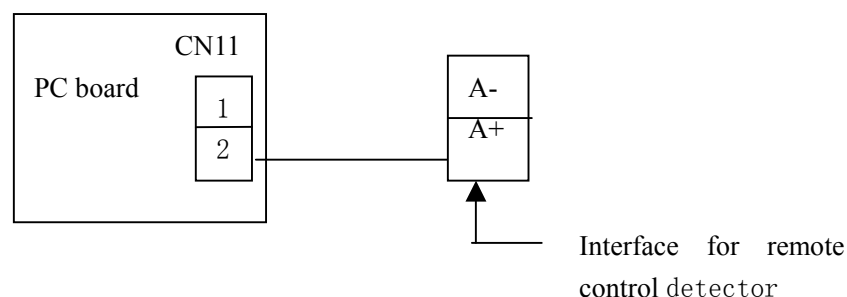 CN11
PC board
1
2
A-
A+
Interface for remote
control detector